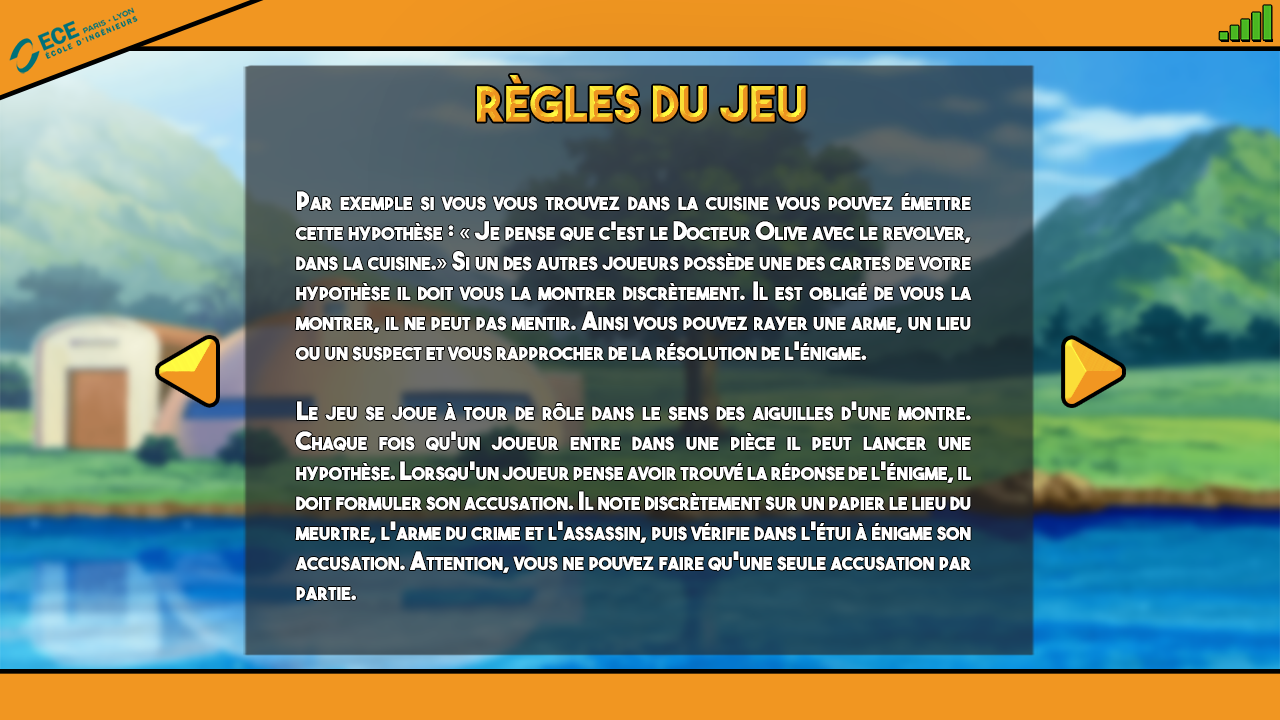 ECE PARIS - LYON
ÉCOLE D'INGÉNIEURS
RÈGLES DU JEU
PAR EXEMPLE SI VOUS VOUS TROUVEZ DANS LA CUISINE VOUS POUVEZ ÉMETTRE
CETTE HYPOTHÈSE : « JE PENSE QUE C'EST LE DOCTEUR OLIVE AVEC LE REVOLVER,
DANS LA CUISINE.» SI UN DES AUTRES JOUEURS POSSÈDE UNE DES CARTES DE VOTRE
HYPOTHÈSE IL DOIT VOUS LA MONTRER DISCRÈTEMENT. IL EST OBLIGÉ DE VOUS LA
MONTRER, IL NE PEUT PAS MENTIR. AINSI VOUS POUVEZ RAYER UNE ARME, UN LIEU
OU UN SUSPECT ET VOUS RAPPROCHER DE LA RÉSOLUTION DE L'ÉNIGME.
LE JEU SE JOUE À TOUR DE RÔLE DANS LE SENS DES AIGUILLES D'UNE MONTRE.
CHAQUE FOIS QU'UN JOUEUR ENTRE DANS UNE PIÈCE IL PEUT LANCER UNE
HYPOTHÈSE. LORSQU'UN JOUEUR PENSE AVOIR TROUVÉ LA RÉPONSE DE L'ÉNIGME, IL
DOIT FORMULER SON ACCUSATION. IL NOTE DISCRÈTEMENT SUR UN PAPIER LE LIEU DU
MEURTRE, L'ARME DU CRIME ET L'ASSASSIN, PUIS VÉRIFIE DANS L'ÉTUI À ÉNIGME SON
ACCUSATION. ATTENTION, VOUS NE POUVEZ FAIRE QU'UNE SEULE ACCUSATION PAR
PARTIE.